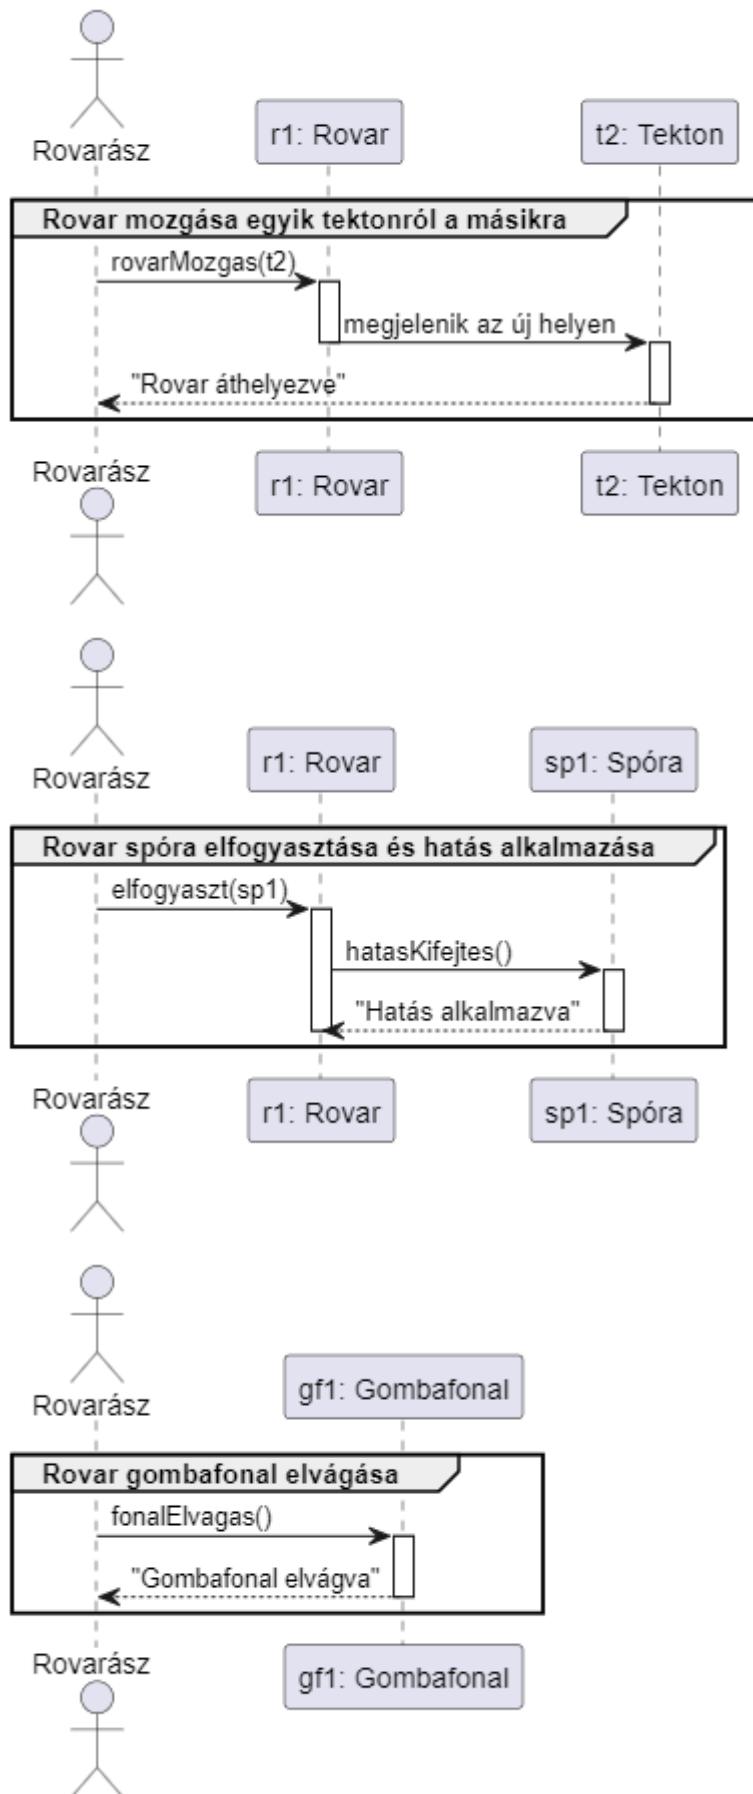 Rovarász
r1: Rovar
t2: Tekton
Rovar mozgása egyik tektonról a másikra
rovarMozgas(t2)
megjelenik az új helyen
"Rovar áthelyezve"
Rovarász
r1: Rovar
t2: Tekton
Rovarász
r1: Rovar
sp1: Spóra
Rovar spóra elfogyasztása és hatás alkalmazása
elfogyaszt(sp1)
hatasKifejtes()
"Hatás alkalmazva"
Rovarász
r1: Rovar
sp1: Spóra
Rovarász
gf1: Gombafonal
Rovar gombafonal elvágása
fonalElvagas()
"Gombafonal elvágva"
Rovarász
gf1: Gombafonal